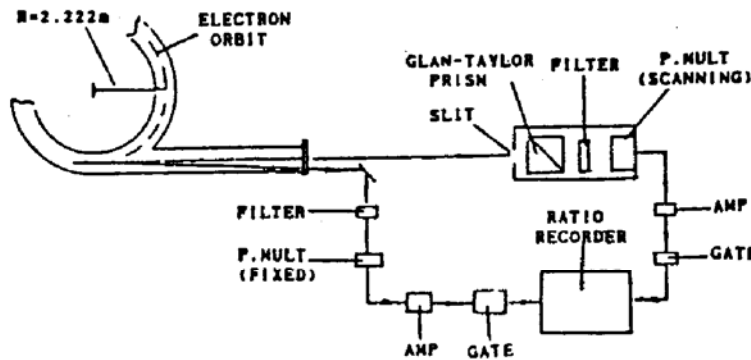 R=2.222m
ELECTRON
ORBIT
GLAN-TAYLOR
PRISM
FILTER
P.MULT
(SCANNING)
SLIT
FILTER
P.MULT
(FIXED)
RATIO
RECORDER
AMP
GATE
AMP
GATE